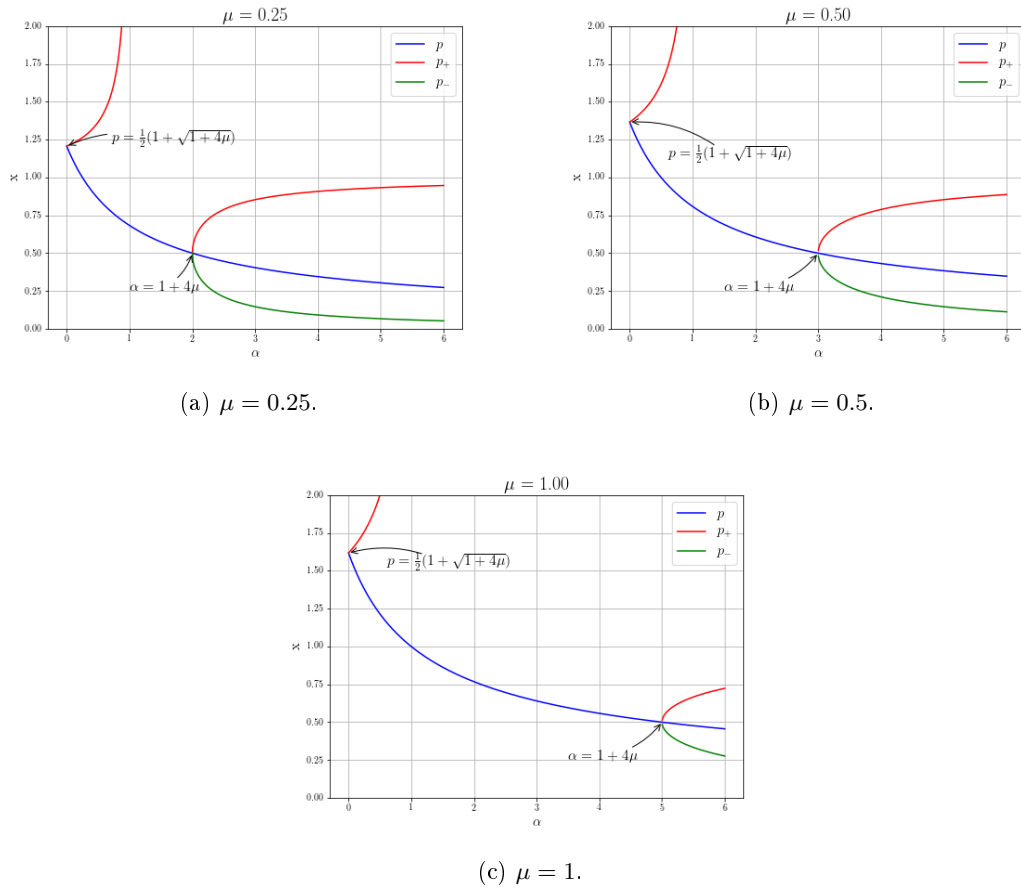 μ = 0.25
2.00
1.75
1.50
1.25
1.00
0.75
0.50
0.25
0.00
x
p
p₊
p₋
p = ½(1 + √(1 + 4μ))
α = 1 + 4μ
0 1 2 3 4 5 6
α
(a) μ = 0.25.
μ = 0.50
2.00
1.75
1.50
1.25
1.00
0.75
0.50
0.25
0.00
x
p
p₊
p₋
p = ½(1 + √(1 + 4μ))
α = 1 + 4μ
0 1 2 3 4 5 6
α
(b) μ = 0.5.
μ = 1.00
2.00
1.75
1.50
1.25
1.00
0.75
0.50
0.25
0.00
x
p
p₊
p₋
p = ½(1 + √(1 + 4μ))
α = 1 + 4μ
0 1 2 3 4 5 6
α
(c) μ = 1.